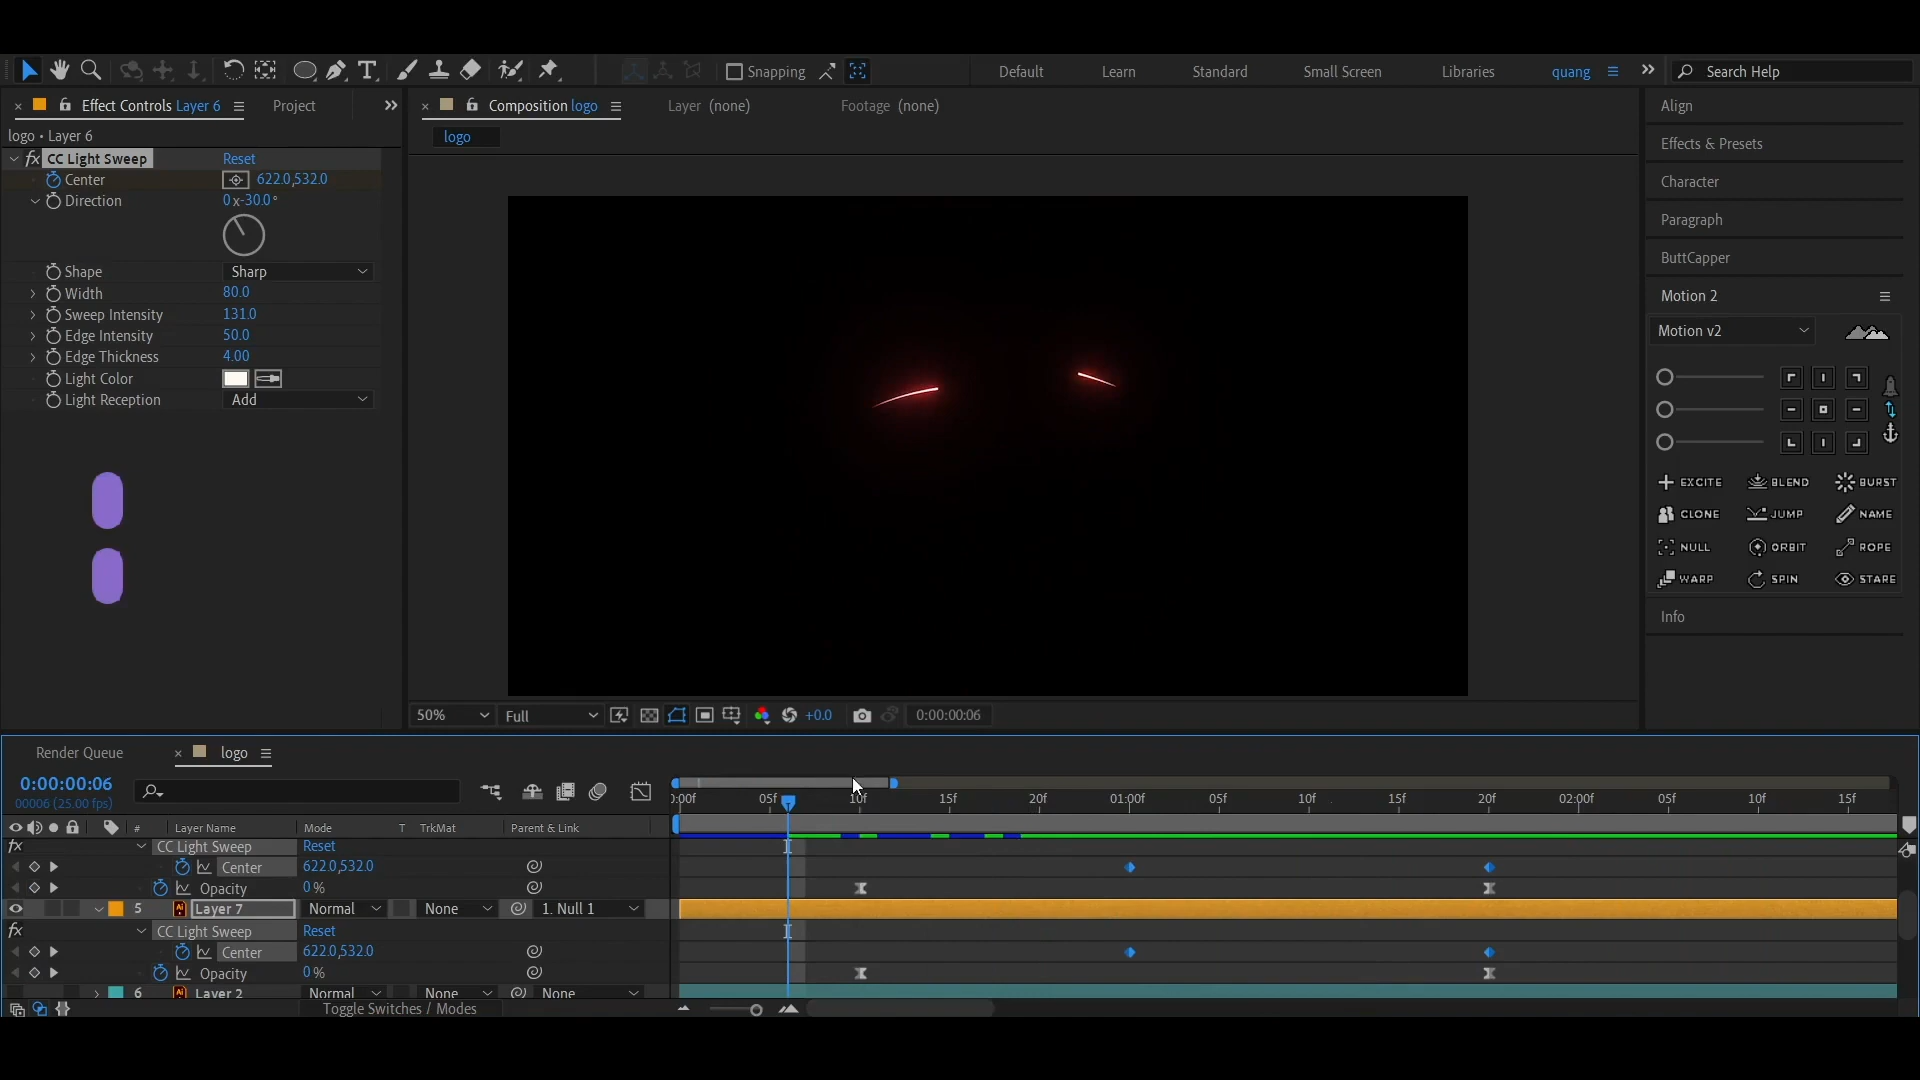 Snapping
Default
Learn
Standard
Small Screen
Libraries
quang
Search Help
Effect Controls Layer 6
Project
Composition logo
Layer (none)
Footage (none)
Align
logo • Layer 6
logo
fx CC Light Sweep Reset
Center 622.0,532.0
Direction 0x-30.0°
Shape Sharp
Width 80.0
Sweep Intensity 131.0
Edge Intensity 50.0
Edge Thickness 4.00
Light Color
Light Reception Add
Effects & Presets
Character
Paragraph
ButtCapper
Motion 2
Motion v2
EXCITE BLEND BURST
CLONE JUMP NAME
NULL ORBIT ROPE
WARP SPIN STARE
Info
50% Full +0.0 0:00:00:06
Render Queue
logo
0:00:00:06
00006 (25.00 fps)
0:00f 05f 10f 15f 20f 01:00f 05f 10f 15f 20f 02:00f 05f 10f 15f
# Layer Name Mode T TrkMat Parent & Link
fx CC Light Sweep Reset
Center 622.0,532.0
Opacity 0 %
5 Ai Layer 7 Normal None 1. Null 1
fx CC Light Sweep Reset
Center 622.0,532.0
Opacity 0 %
6 Ai Layer 2 Normal None None
Toggle Switches / Modes